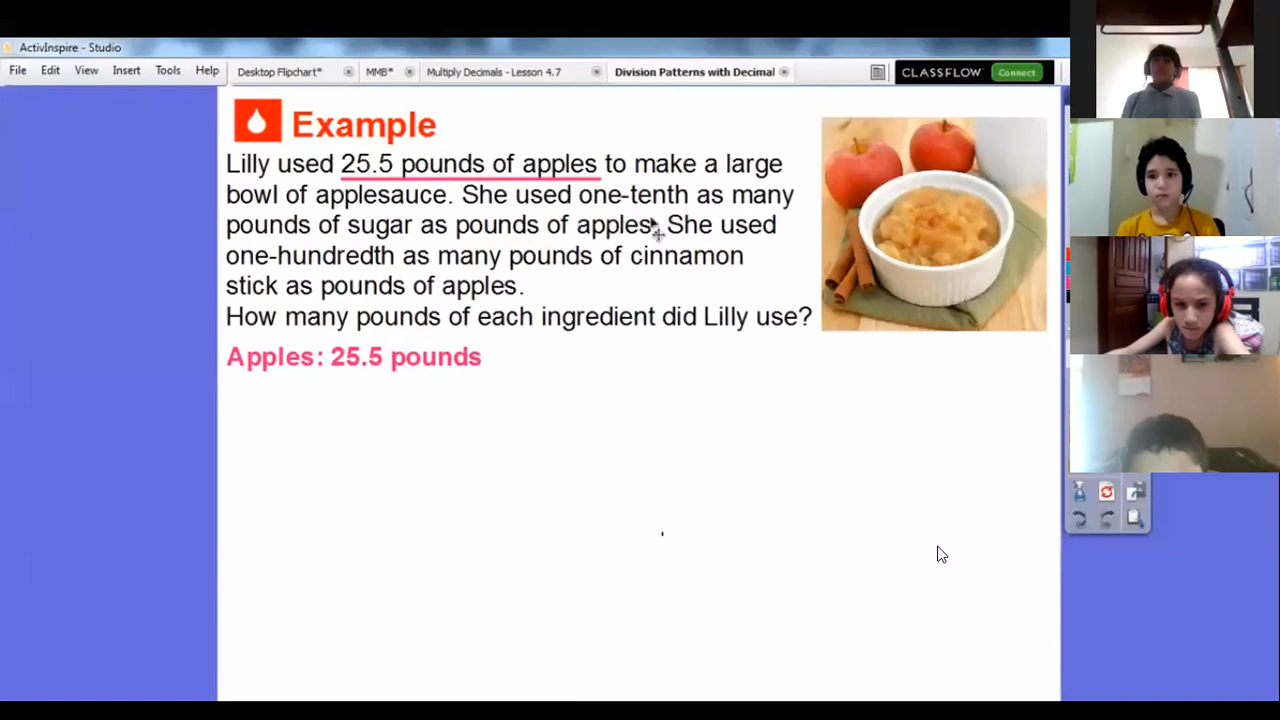 ActivInspire - Studio
File Edit View Insert Tools Help
Desktop Flipchart* MMB* Multiply Decimals - Lesson 4.7 Division Patterns with Decimal
CLASSFLOW Connect
Example
Lilly used 25.5 pounds of apples to make a large
bowl of applesauce. She used one-tenth as many
pounds of sugar as pounds of apples. She used
one-hundredth as many pounds of cinnamon
stick as pounds of apples.
How many pounds of each ingredient did Lilly use?
Apples: 25.5 pounds